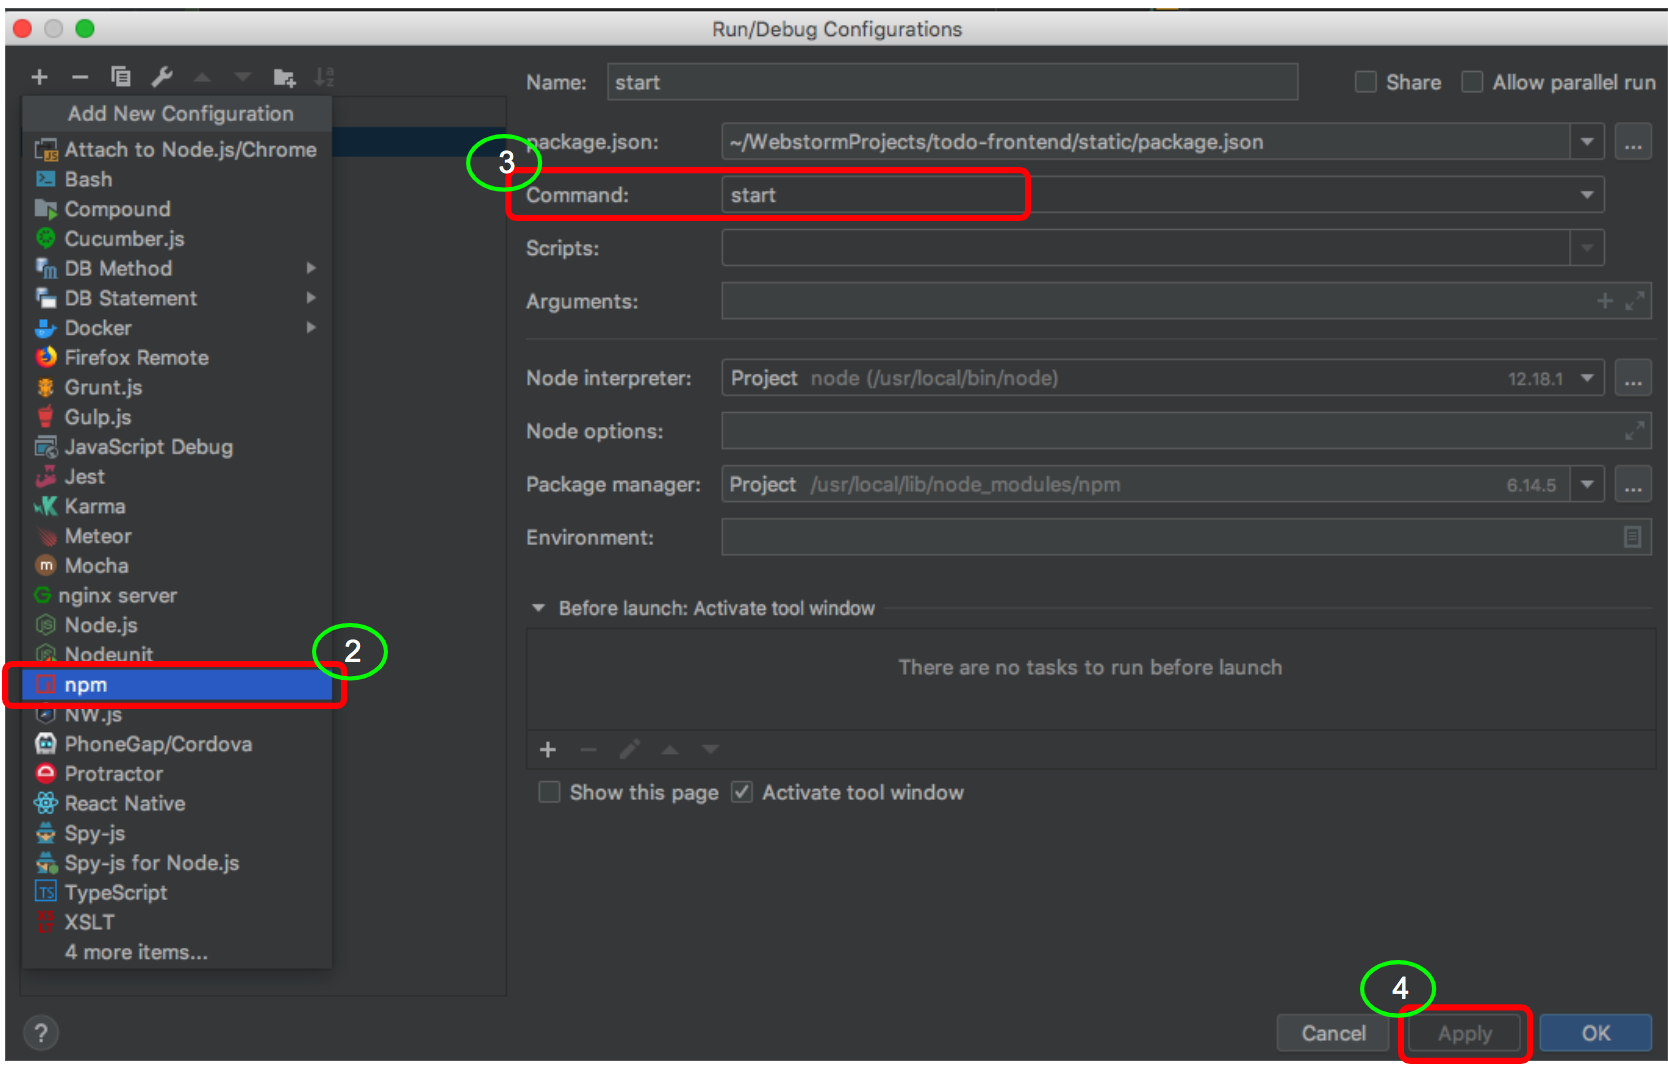 Run/Debug Configurations
Add New Configuration
Attach to Node.js/Chrome
Bash
Compound
Cucumber.js
DB Method
DB Statement
Docker
Firefox Remote
Grunt.js
Gulp.js
JavaScript Debug
Jest
Karma
Meteor
Mocha
nginx server
Node.js
Nodeunit
2
npm
NW.js
PhoneGap/Cordova
Protractor
React Native
Spy-js
Spy-js for Node.js
TypeScript
XSLT
4 more items...
Name: start Share Allow parallel run
package.json: ~/WebstormProjects/todo-frontend/static/package.json ...
3
Command: start
Scripts:
Arguments:
Node interpreter: Project node (/usr/local/bin/node) 12.18.1 ...
Node options:
Package manager: Project /usr/local/lib/node_modules/npm 6.14.5 ...
Environment:
Before launch: Activate tool window
There are no tasks to run before launch
Show this page Activate tool window
4
? Cancel Apply OK